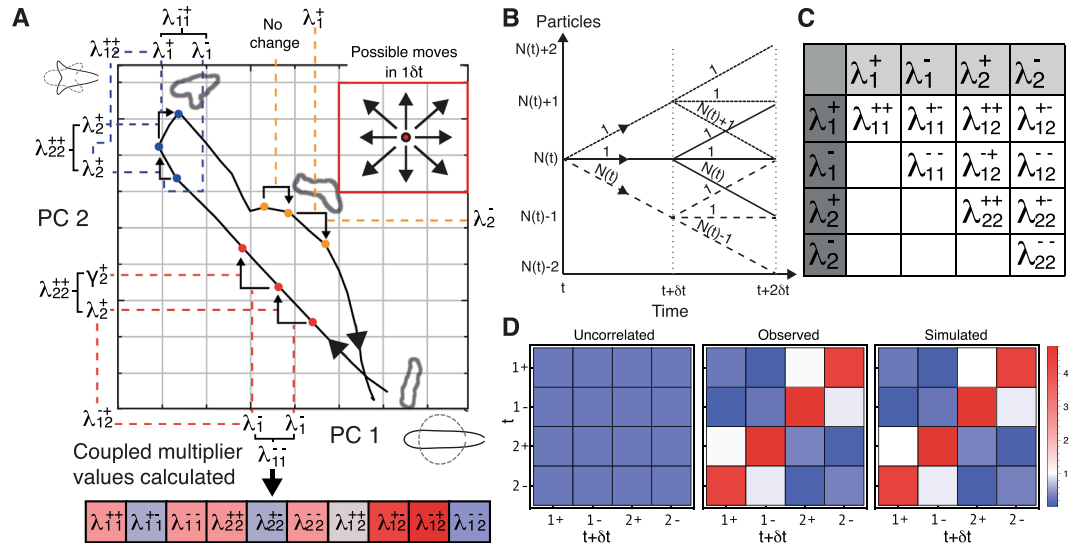 A
λ₁₁⁻⁺
λ₁₂⁺⁺
λ₁⁺
λ₁⁻
No
change
λ₁⁺
Possible moves
in 1δt
λ₂₂⁺⁺
λ₂⁺
λ₂⁺
PC 2
λ₂⁻
λ₂₂⁺⁺
γ₂⁺
λ₂⁺
λ₁₂⁻⁺
λ₁⁻
λ₁⁻
PC 1
λ₁₁⁻⁻
Coupled multiplier
values calculated
λ₁₁⁺⁺ λ₁₁⁺⁻ λ₁₁⁻⁻ λ₂₂⁺⁺ λ₂₂⁺⁻ λ₂₂⁻⁻ λ₁₂⁺⁺ λ₁₂⁺⁻ λ₁₂⁻⁺ λ₁₂⁻⁻
B
Particles
N(t)+2
N(t)+1
N(t)
N(t)-1
N(t)-2
1
1
N(t)
1
1
N(t)+1
1
1
N(t)
1
1
N(t)-1
t
t+δt
t+2δt
Time
C
λ₁⁺ λ₁⁻ λ₂⁺ λ₂⁻
λ₁⁺ λ₁₁⁺⁺ λ₁₁⁺⁻ λ₁₂⁺⁺ λ₁₂⁺⁻
λ₁⁻ λ₁₁⁻⁻ λ₁₂⁻⁺ λ₁₂⁻⁻
λ₂⁺ λ₂₂⁺⁺ λ₂₂⁺⁻
λ₂⁻ λ₂₂⁻⁻
D
Uncorrelated
Observed
Simulated
1+
1-
2+
2-
t
1+ 1- 2+ 2-
t+δt
1+ 1- 2+ 2-
t+δt
1+ 1- 2+ 2-
t+δt
4
3
2
1